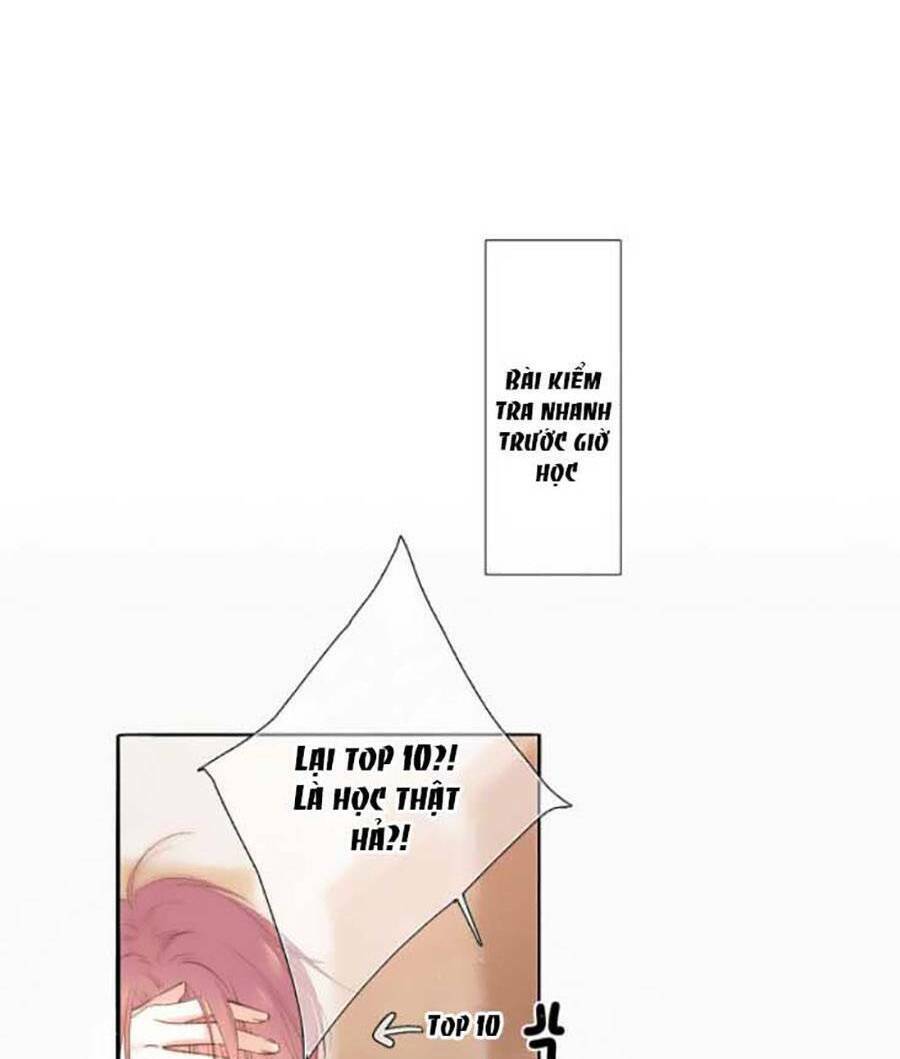 BÀI KIỂM
TRA NHANH
TRƯỚC GIỜ
HỌC
LẠI TOP 10?!
LÀ HỌC THẬT
HẢ?!
TOP 10